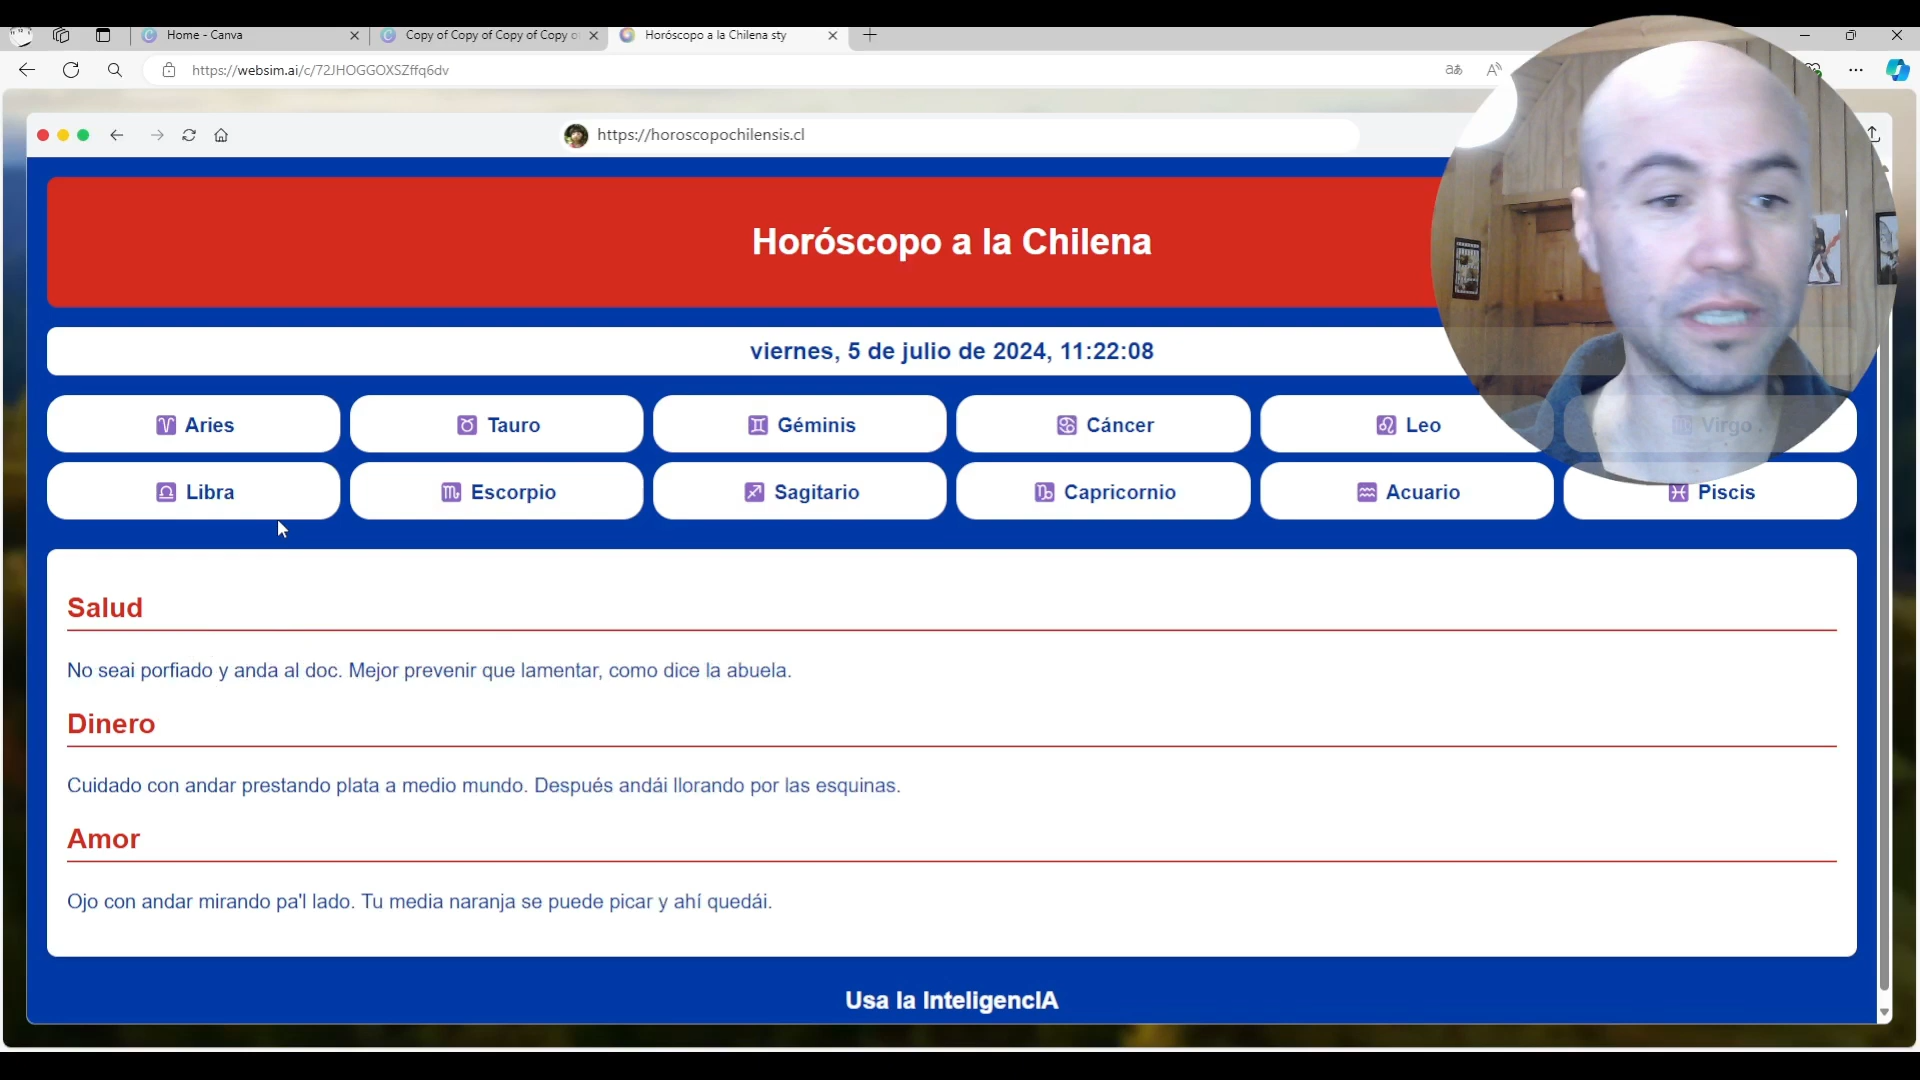 Home - Canva
Copy of Copy of Copy of Copy o
Horóscopo a la Chilena sty
https://websim.ai/c/72JHOGGOXSZffq6dv
https://horoscopochilensis.cl
Horóscopo a la Chilena
viernes, 5 de julio de 2024, 11:22:08
♈ Aries
♉ Tauro
♊ Géminis
♋ Cáncer
♌ Leo
♍ Virgo
♎ Libra
♏ Escorpio
♐ Sagitario
♑ Capricornio
♒ Acuario
♓ Piscis
Salud
No seai porfiado y anda al doc. Mejor prevenir que lamentar, como dice la abuela.
Dinero
Cuidado con andar prestando plata a medio mundo. Después andái llorando por las esquinas.
Amor
Ojo con andar mirando pa'l lado. Tu media naranja se puede picar y ahí quedái.
Usa la InteligencIA